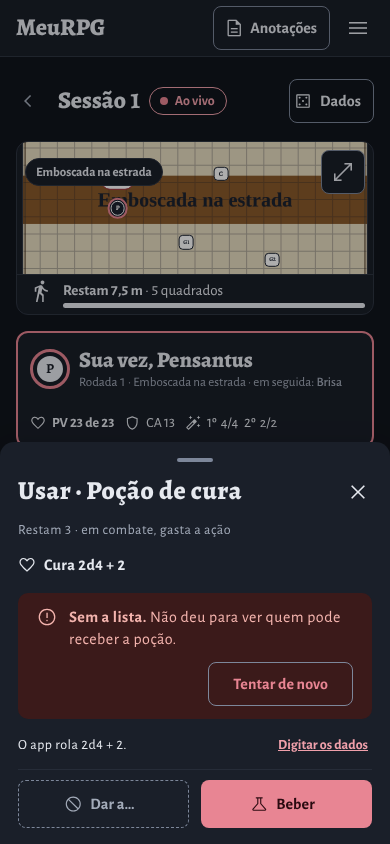 MeuRPG
Anotações
Sessão 1
Ao vivo
Dados
Emboscada na estrada
C
Emboscada na estrada
P
G1
G2
Restam 7,5 m · 5 quadrados
P
Sua vez, Pensantus
Rodada 1 · Emboscada na estrada · em seguida: Brisa
PV 23 de 23
CA 13
1º 4/4 2º 2/2
Usar · Poção de cura
Restam 3 · em combate, gasta a ação
Cura 2d4 + 2
Sem a lista. Não deu para ver quem pode
receber a poção.
Tentar de novo
O app rola 2d4 + 2.
Digitar os dados
Dar a...
Beber